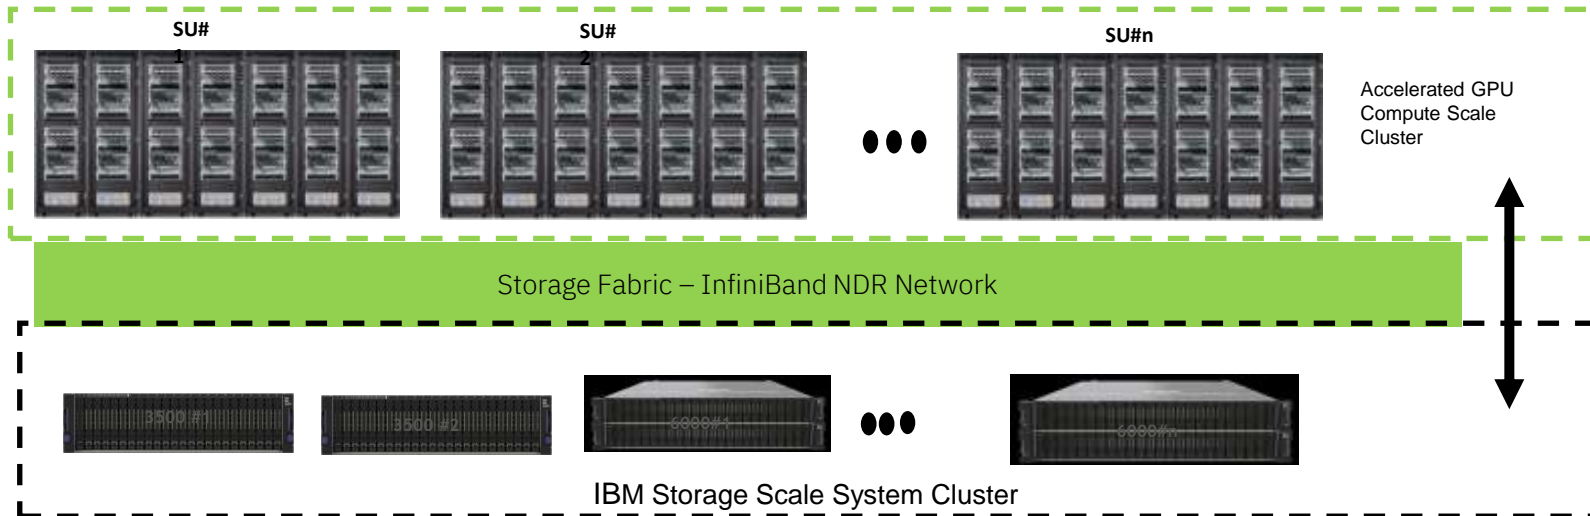 SU#
1
SU#
2
SU#n
Accelerated GPU
Compute Scale
Cluster
Storage Fabric – InfiniBand NDR Network
3500 #1
3500 #2
6000#1
6000#n
IBM Storage Scale System Cluster